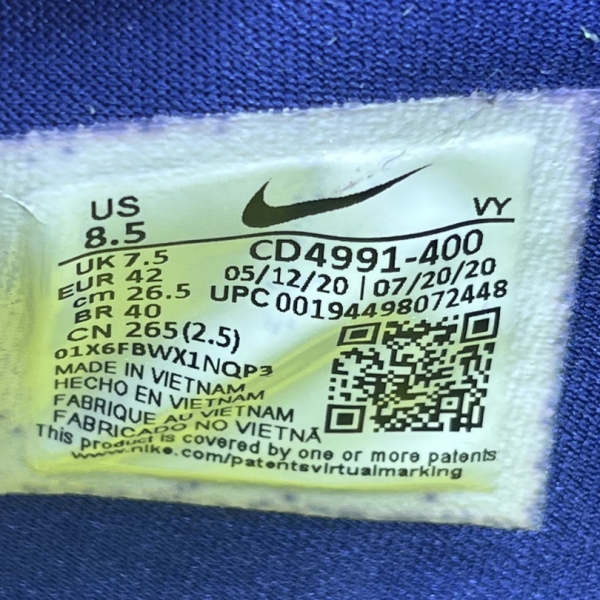 US
8.5
VY
UK 7.5
EUR 42
cm 26.5
BR 40
CN 265(2.5)
CD4991-400
05/12/20 | 07/20/20
UPC 00194498072448
01X6FBWX1NQP3
MADE IN VIETNAM
HECHO EN VIETNAM
FABRIQUE AU VIETNAM
FABRICADO NO VIETNÃ
This product is covered by one or more patents
www.nike.com/patentsvirtualmarking